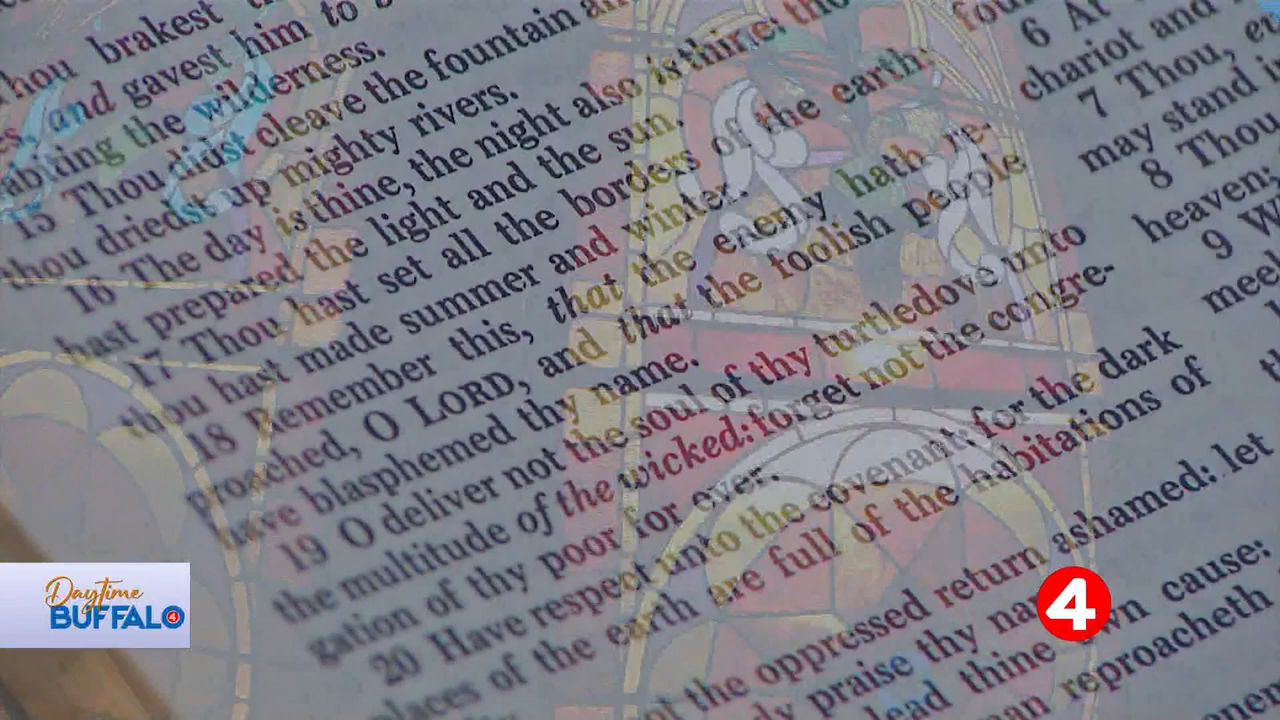 Thou brakest
and gavest him to
the wilderness.
15 Thou didst cleave the fountain
thou driedst up mighty rivers.
16 The day is thine, the night also is thine: thou
hast prepared the light and the sun.
17 Thou hast set all the borders of the earth:
thou hast made summer and winter.
18 Remember this, that the enemy hath re-
proached, O LORD, and that the foolish people
have blasphemed thy name.
19 O deliver not the soul of thy turtledove unto
the multitude of the wicked: forget not the congre-
gation of thy poor for ever.
20 Have respect unto the covenant: for the dark
places of the earth are full of the habitations of
not the oppressed return ashamed: let
praise thy
thine own cause:
reproacheth
6
chariot and
7 Thou,
may stand
8 Thou
heaven:
9
Daytime
BUFFALO 4
4